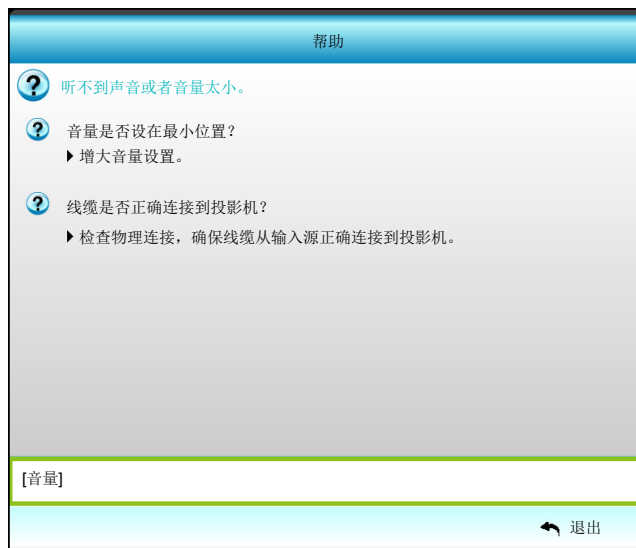 帮助
听不到声音或者音量太小。
音量是否设在最小位置？
增大音量设置。
线缆是否正确连接到投影机？
检查物理连接，确保线缆从输入源正确连接到投影机。
[音量]
退出